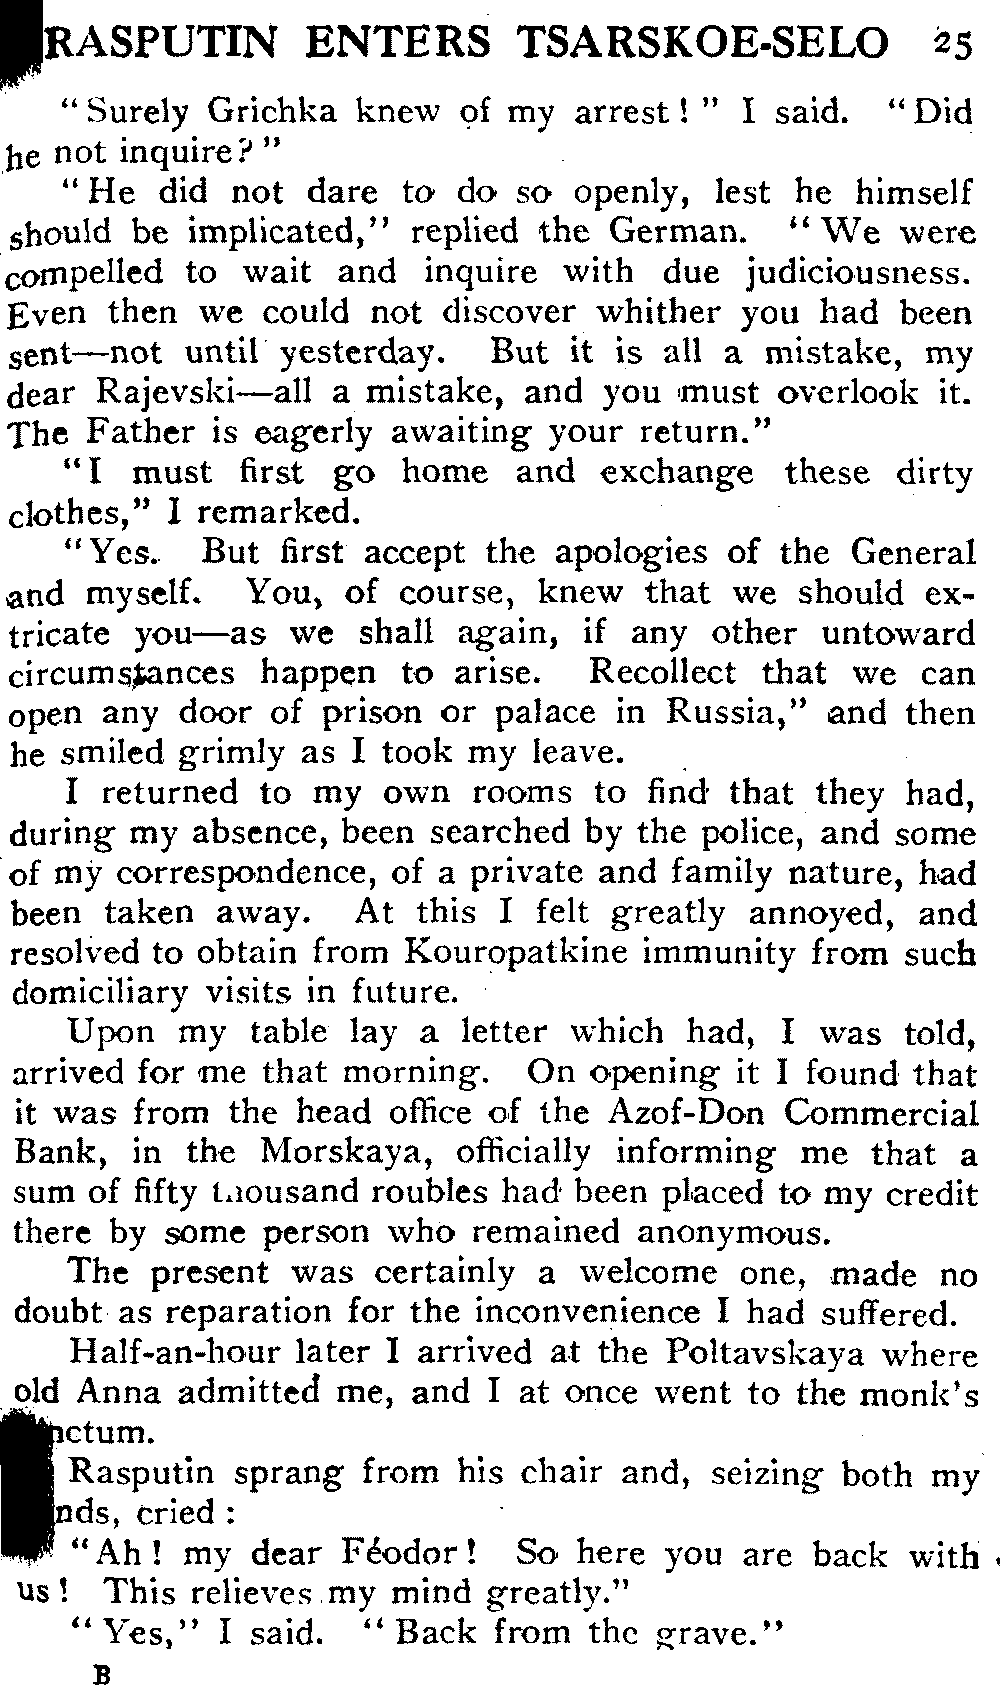 RASPUTIN ENTERS TSARSKOE-SELO 25
"Surely Grichka knew of my arrest!" I said. "Did
he not inquire?"
"He did not dare to do so openly, lest he himself
should be implicated," replied the German. "We were
compelled to wait and inquire with due judiciousness.
Even then we could not discover whither you had been
sent—not until yesterday. But it is all a mistake, my
dear Rajevski—all a mistake, and you must overlook it.
The Father is eagerly awaiting your return."
"I must first go home and exchange these dirty
clothes," I remarked.
"Yes. But first accept the apologies of the General
and myself. You, of course, knew that we should ex-
tricate you—as we shall again, if any other untoward
circumstances happen to arise. Recollect that we can
open any door of prison or palace in Russia," and then
he smiled grimly as I took my leave.
I returned to my own rooms to find that they had,
during my absence, been searched by the police, and some
of my correspondence, of a private and family nature, had
been taken away. At this I felt greatly annoyed, and
resolved to obtain from Kouropatkine immunity from such
domiciliary visits in future.
Upon my table lay a letter which had, I was told,
arrived for me that morning. On opening it I found that
it was from the head office of the Azof-Don Commercial
Bank, in the Morskaya, officially informing me that a
sum of fifty thousand roubles had been placed to my credit
there by some person who remained anonymous.
The present was certainly a welcome one, made no
doubt as reparation for the inconvenience I had suffered.
Half-an-hour later I arrived at the Poltavskaya where
old Anna admitted me, and I at once went to the monk's
nctum.
Rasputin sprang from his chair and, seizing both my
nds, cried:
"Ah! my dear Féodor! So here you are back with
us! This relieves my mind greatly."
"Yes," I said. "Back from the grave."
B